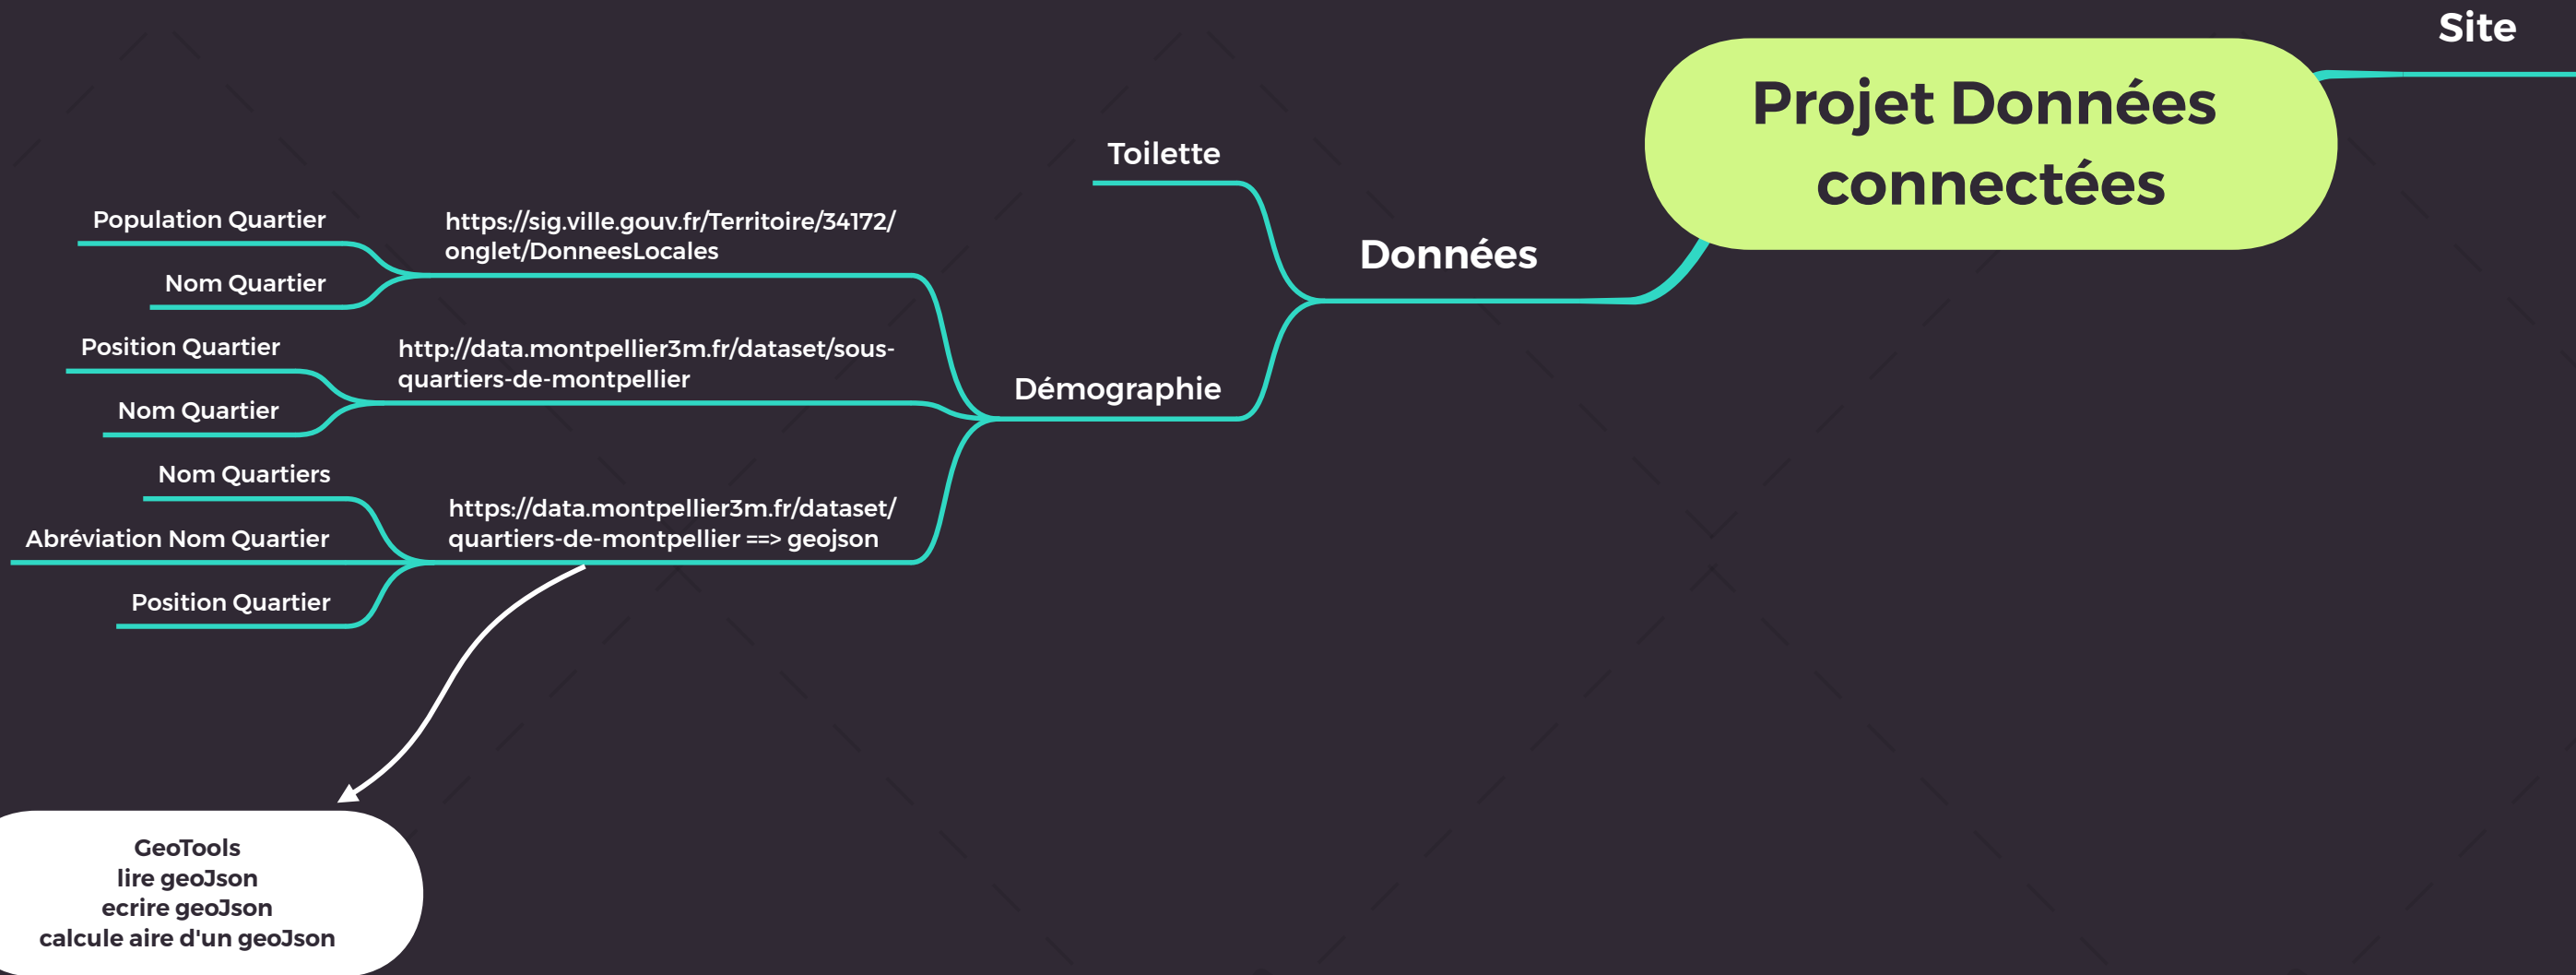 Site
Projet Données
connectées
Données
Toilette
Démographie
https://sig.ville.gouv.fr/Territoire/34172/
onglet/DonneesLocales
Population Quartier
Nom Quartier
http://data.montpellier3m.fr/dataset/sous-
quartiers-de-montpellier
Position Quartier
Nom Quartier
https://data.montpellier3m.fr/dataset/
quartiers-de-montpellier ==> geojson
Nom Quartiers
Abréviation Nom Quartier
Position Quartier
GeoTools
lire geoJson
ecrire geoJson
calcule aire d'un geoJson